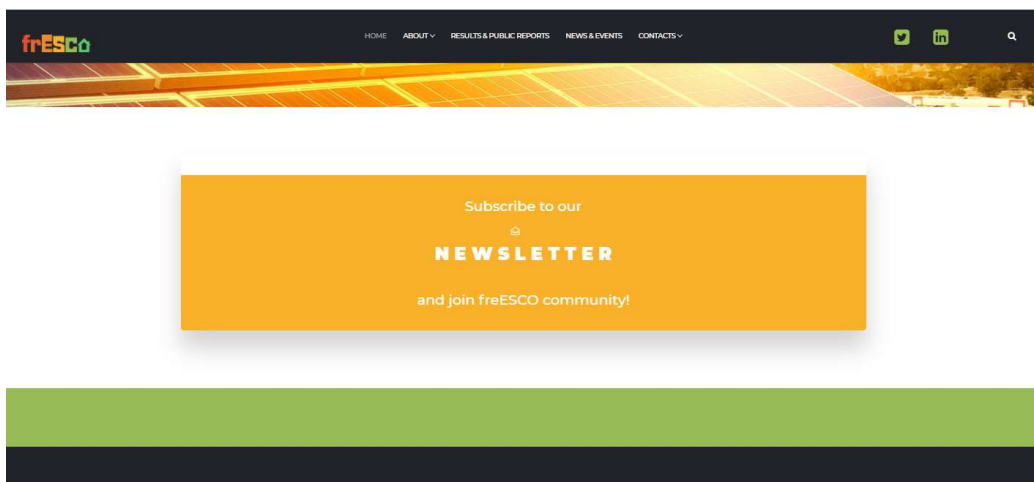 frESCO
HOME ABOUT RESULTS & PUBLIC REPORTS NEWS & EVENTS CONTACTS
Subscribe to our
NEWSLETTER
and join freESCO community!